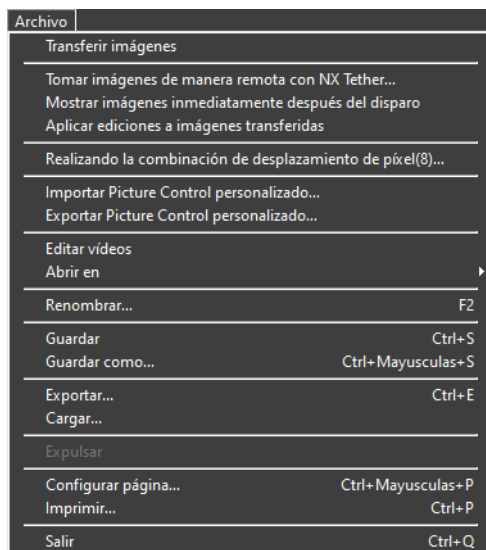 Archivo
Transferir imágenes
Tomar imágenes de manera remota con NX Tether...
Mostrar imágenes inmediatamente después del disparo
Aplicar ediciones a imágenes transferidas
Realizando la combinación de desplazamiento de píxel(8)...
Importar Picture Control personalizado...
Exportar Picture Control personalizado...
Editar vídeos
Abrir en
Renombrar... F2
Guardar Ctrl+S
Guardar como... Ctrl+Mayusculas+S
Exportar... Ctrl+E
Cargar...
Expulsar
Configurar página... Ctrl+Mayusculas+P
Imprimir... Ctrl+P
Salir Ctrl+Q